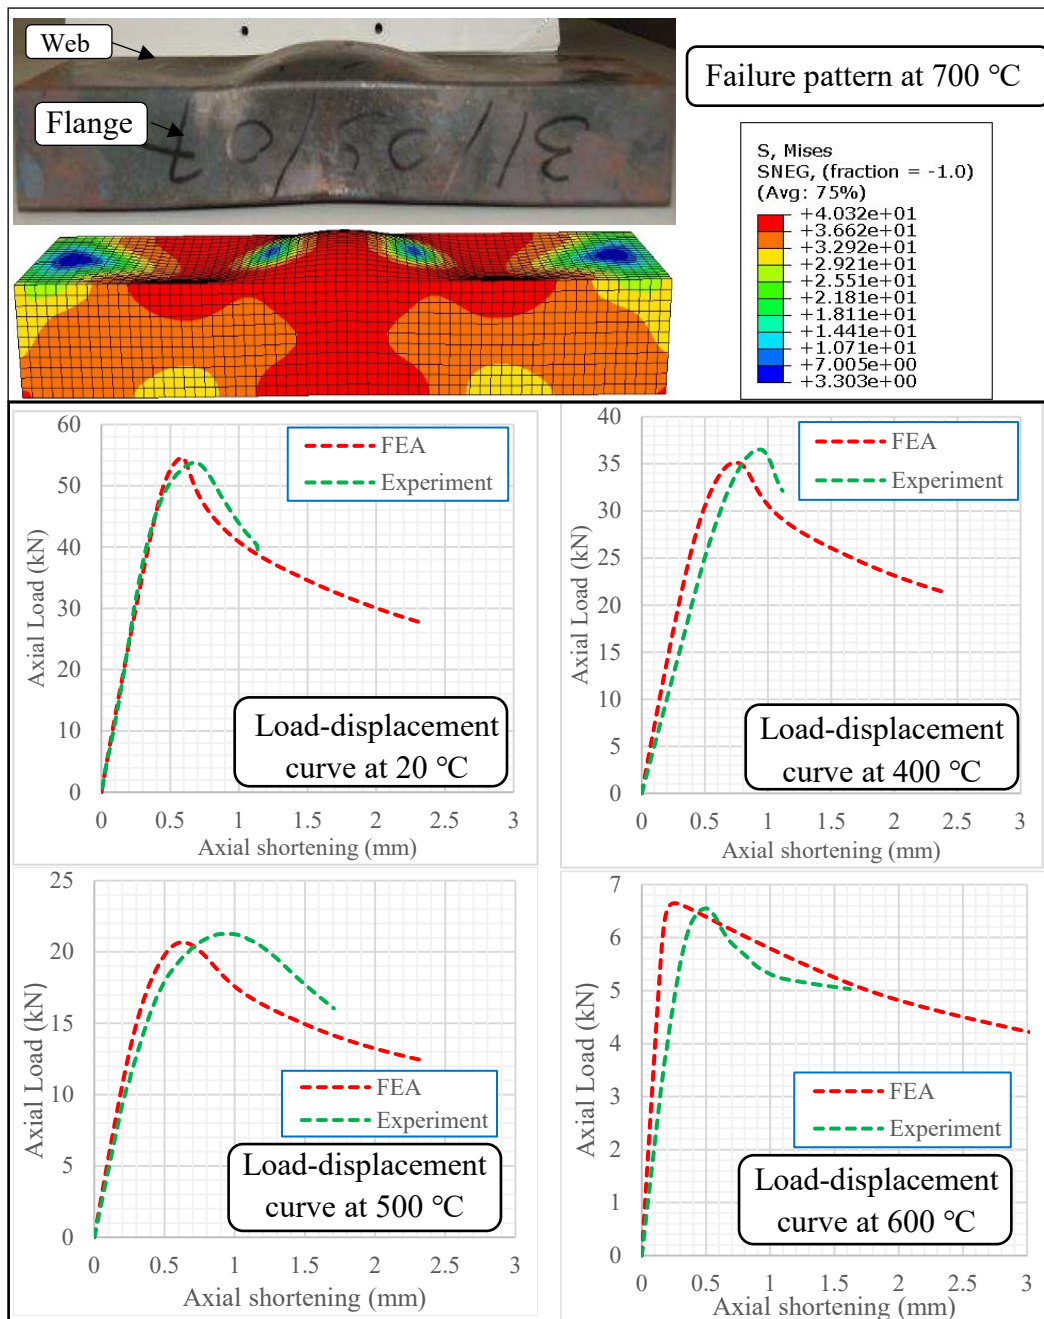 Web
Flange
Failure pattern at 700 °C
S, Mises
SNEG, (fraction = -1.0)
(Avg: 75%)
+4.032e+01
+3.662e+01
+3.292e+01
+2.921e+01
+2.551e+01
+2.181e+01
+1.811e+01
+1.441e+01
+1.071e+01
+7.005e+00
+3.303e+00
60
50
40
30
20
10
0
Axial Load (kN)
FEA
Experiment
Load-displacement
curve at 20 °C
0 0.5 1 1.5 2 2.5 3
Axial shortening (mm)
40
35
30
25
20
15
10
5
0
Axial Load (kN)
FEA
Experiment
Load-displacement
curve at 400 °C
0 0.5 1 1.5 2 2.5 3
Axial shortening (mm)
25
20
15
10
5
0
Axial Load (kN)
FEA
Experiment
Load-displacement
curve at 500 °C
0 0.5 1 1.5 2 2.5 3
Axial shortening (mm)
7
6
5
4
3
2
1
0
Axial Load (kN)
FEA
Experiment
Load-displacement
curve at 600 °C
0 0.5 1 1.5 2 2.5 3
Axial shortening (mm)